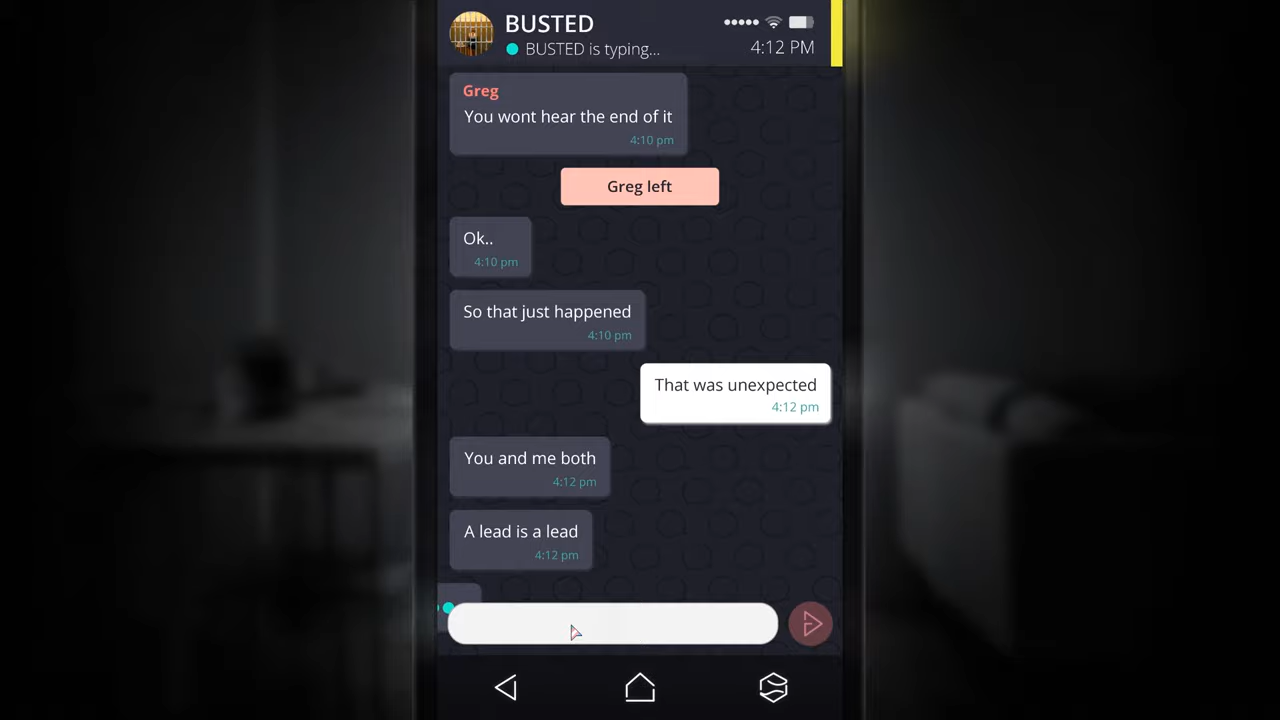 BUSTED
BUSTED is typing...
4:12 PM
Greg
You wont hear the end of it
4:10 pm
Greg left
Ok..
4:10 pm
So that just happened
4:10 pm
That was unexpected
4:12 pm
You and me both
4:12 pm
A lead is a lead
4:12 pm